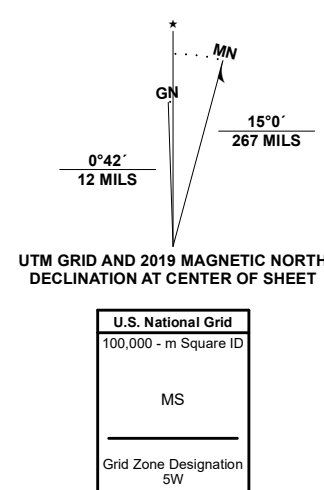 ★
MN
GN
15°0´
267 MILS
0°42´
12 MILS
UTM GRID AND 2019 MAGNETIC NORTH
DECLINATION AT CENTER OF SHEET
U.S. National Grid
100,000 - m Square ID
MS
Grid Zone Designation
5W